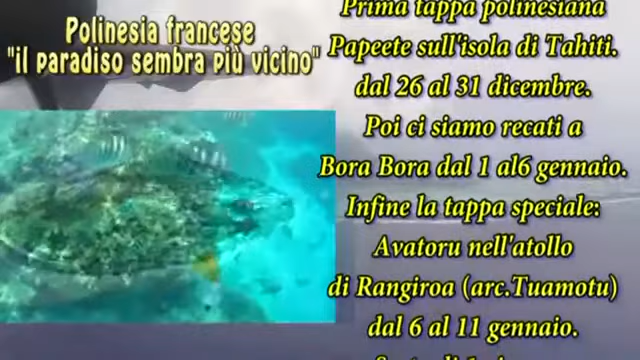 Polinesia francese
"il paradiso sembra più vicino"
Prima tappa polinesiana
Papeete sull'isola di Tahiti.
dal 26 al 31 dicembre.
Poi ci siamo recati a
Bora Bora dal 1 al6 gennaio.
Infine la tappa speciale:
Avatoru nell'atollo
di Rangiroa (arc.Tuamotu)
dal 6 al 11 gennaio.